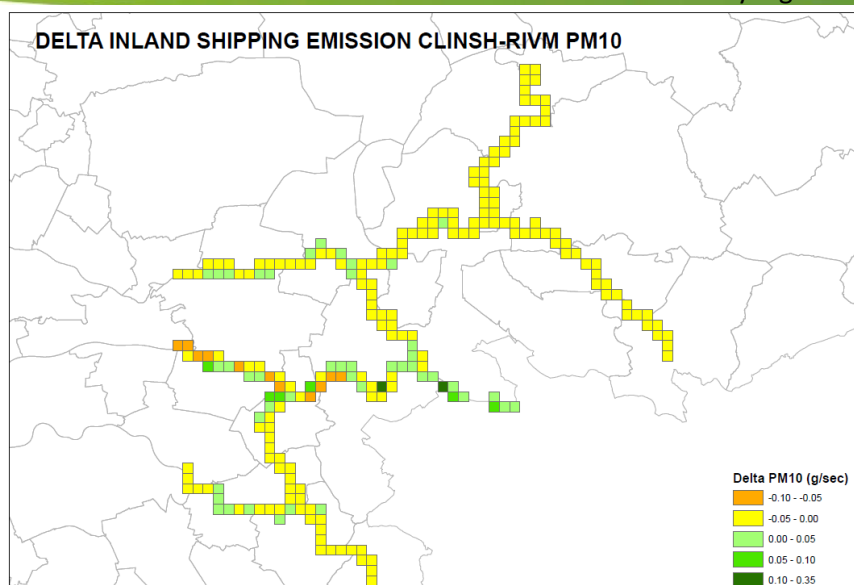 DELTA INLAND SHIPPING EMISSION CLINSH-RIVM PM10
Delta PM10 (g/sec)
-0.10 - -0.05
-0.05 - 0.00
0.00 - 0.05
0.05 - 0.10
0.10 - 0.35